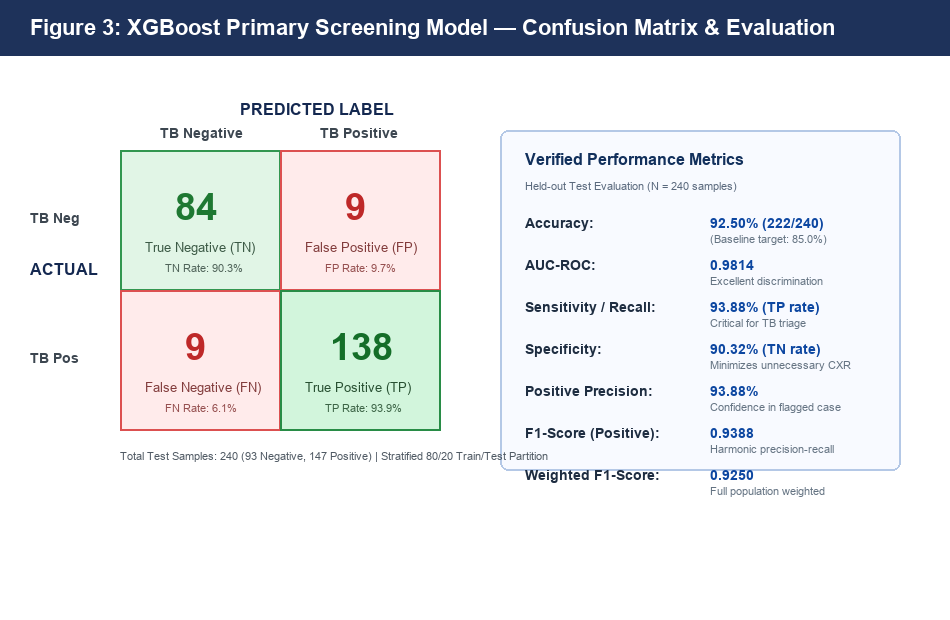 Figure 3: XGBoost Primary Screening Model — Confusion Matrix & Evaluation
PREDICTED LABEL
TB Negative TB Positive
TB Neg
ACTUAL
TB Pos
84
True Negative (TN)
TN Rate: 90.3%
9
False Positive (FP)
FP Rate: 9.7%
9
False Negative (FN)
FN Rate: 6.1%
138
True Positive (TP)
TP Rate: 93.9%
Total Test Samples: 240 (93 Negative, 147 Positive) | Stratified 80/20 Train/Test Partition
Verified Performance Metrics
Held-out Test Evaluation (N = 240 samples)
Accuracy: 92.50% (222/240)
(Baseline target: 85.0%)
AUC-ROC: 0.9814
Excellent discrimination
Sensitivity / Recall: 93.88% (TP rate)
Critical for TB triage
Specificity: 90.32% (TN rate)
Minimizes unnecessary CXR
Positive Precision: 93.88%
Confidence in flagged case
F1-Score (Positive): 0.9388
Harmonic precision-recall
Weighted F1-Score: 0.9250
Full population weighted